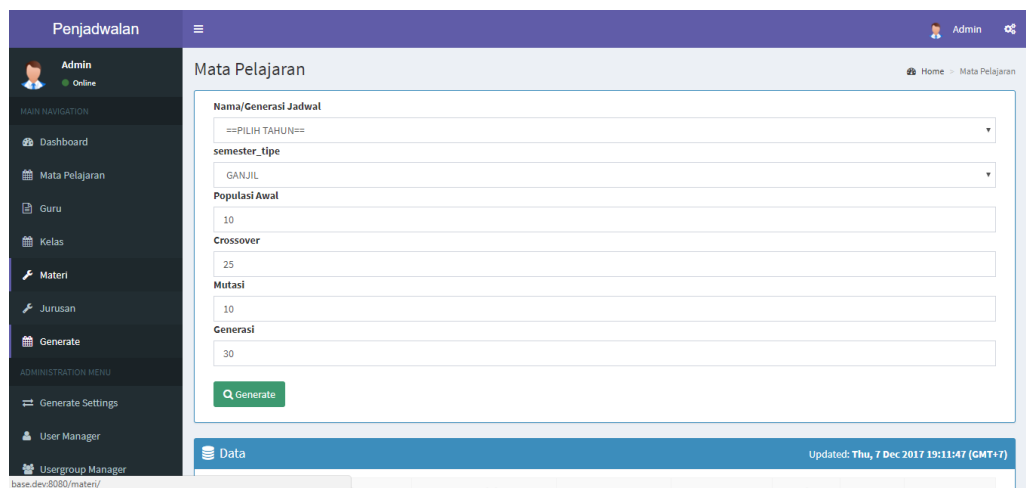 Penjadwalan
Admin
Admin
Online
MAIN NAVIGATION
Dashboard
Mata Pelajaran
Guru
Kelas
Materi
Jurusan
Generate
ADMINISTRATION MENU
Generate Settings
User Manager
Usergroup Manager
base.dev:8080/materi/
Mata Pelajaran
Home > Mata Pelajaran
Nama/Generasi Jadwal
==PILIH TAHUN==
semester_tipe
GANJIL
Populasi Awal
10
Crossover
25
Mutasi
10
Generasi
30
Generate
Data
Updated: Thu, 7 Dec 2017 19:11:47 (GMT+7)